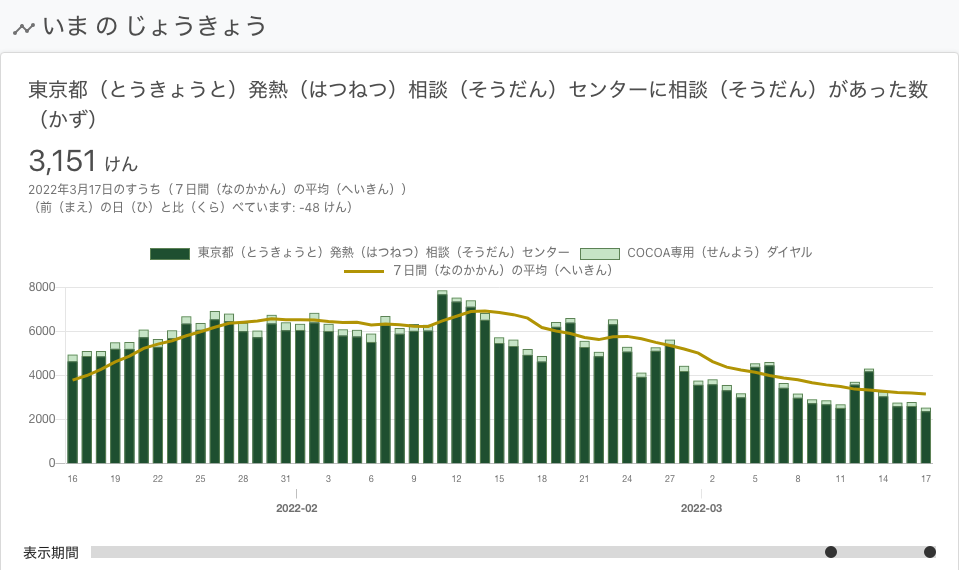 いま の じょうきょう
東京都（とうきょうと）発熱（はつねつ）相談（そうだん）センターに相談（そうだん）があった数
（かず）
3,151 けん
2022年3月17日のすうち（７日間（なのかかん）の平均（へいきん））
（前（まえ）の日（ひ）と比（くら）べています: -48 けん）
東京都（とうきょうと）発熱（はつねつ）相談（そうだん）センター COCOA専用（せんよう）ダイヤル
７日間（なのかかん）の平均（へいきん）
8000
6000
4000
2000
0
16 19 22 25 28 31 3 6 9 12 15 18 21 24 27 2 5 8 11 14 17
2022-02 2022-03
表示期間